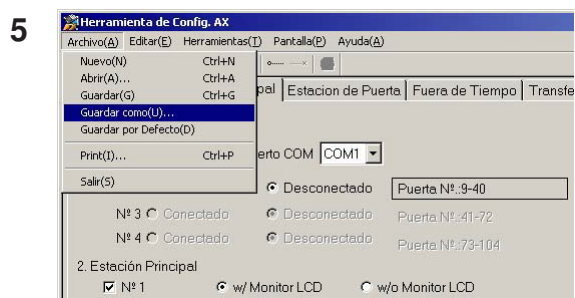 5
Herramienta de Config. AX
Archivo(A) Editar(E) Herramientas(T) Pantalla(P) Ayuda(A)
Nuevo(N) Ctrl+N
Abrir(A)... Ctrl+A
Guardar(G) Ctrl+G
Guardar como(U)...
Guardar por Defecto(D)
Print(I)... Ctrl+P
Salir(S)
Estacion de Puerta Fuera de Tiempo
COM COM1
Desconectado Puerta Nº.:9-40
Nº 3 Conectado Desconectado Puerta Nº.:41-72
Nº 4 Conectado Desconectado Puerta Nº.:73-104
2. Estación Principal
Nº 1 w/ Monitor LCD w/o Monitor LCD